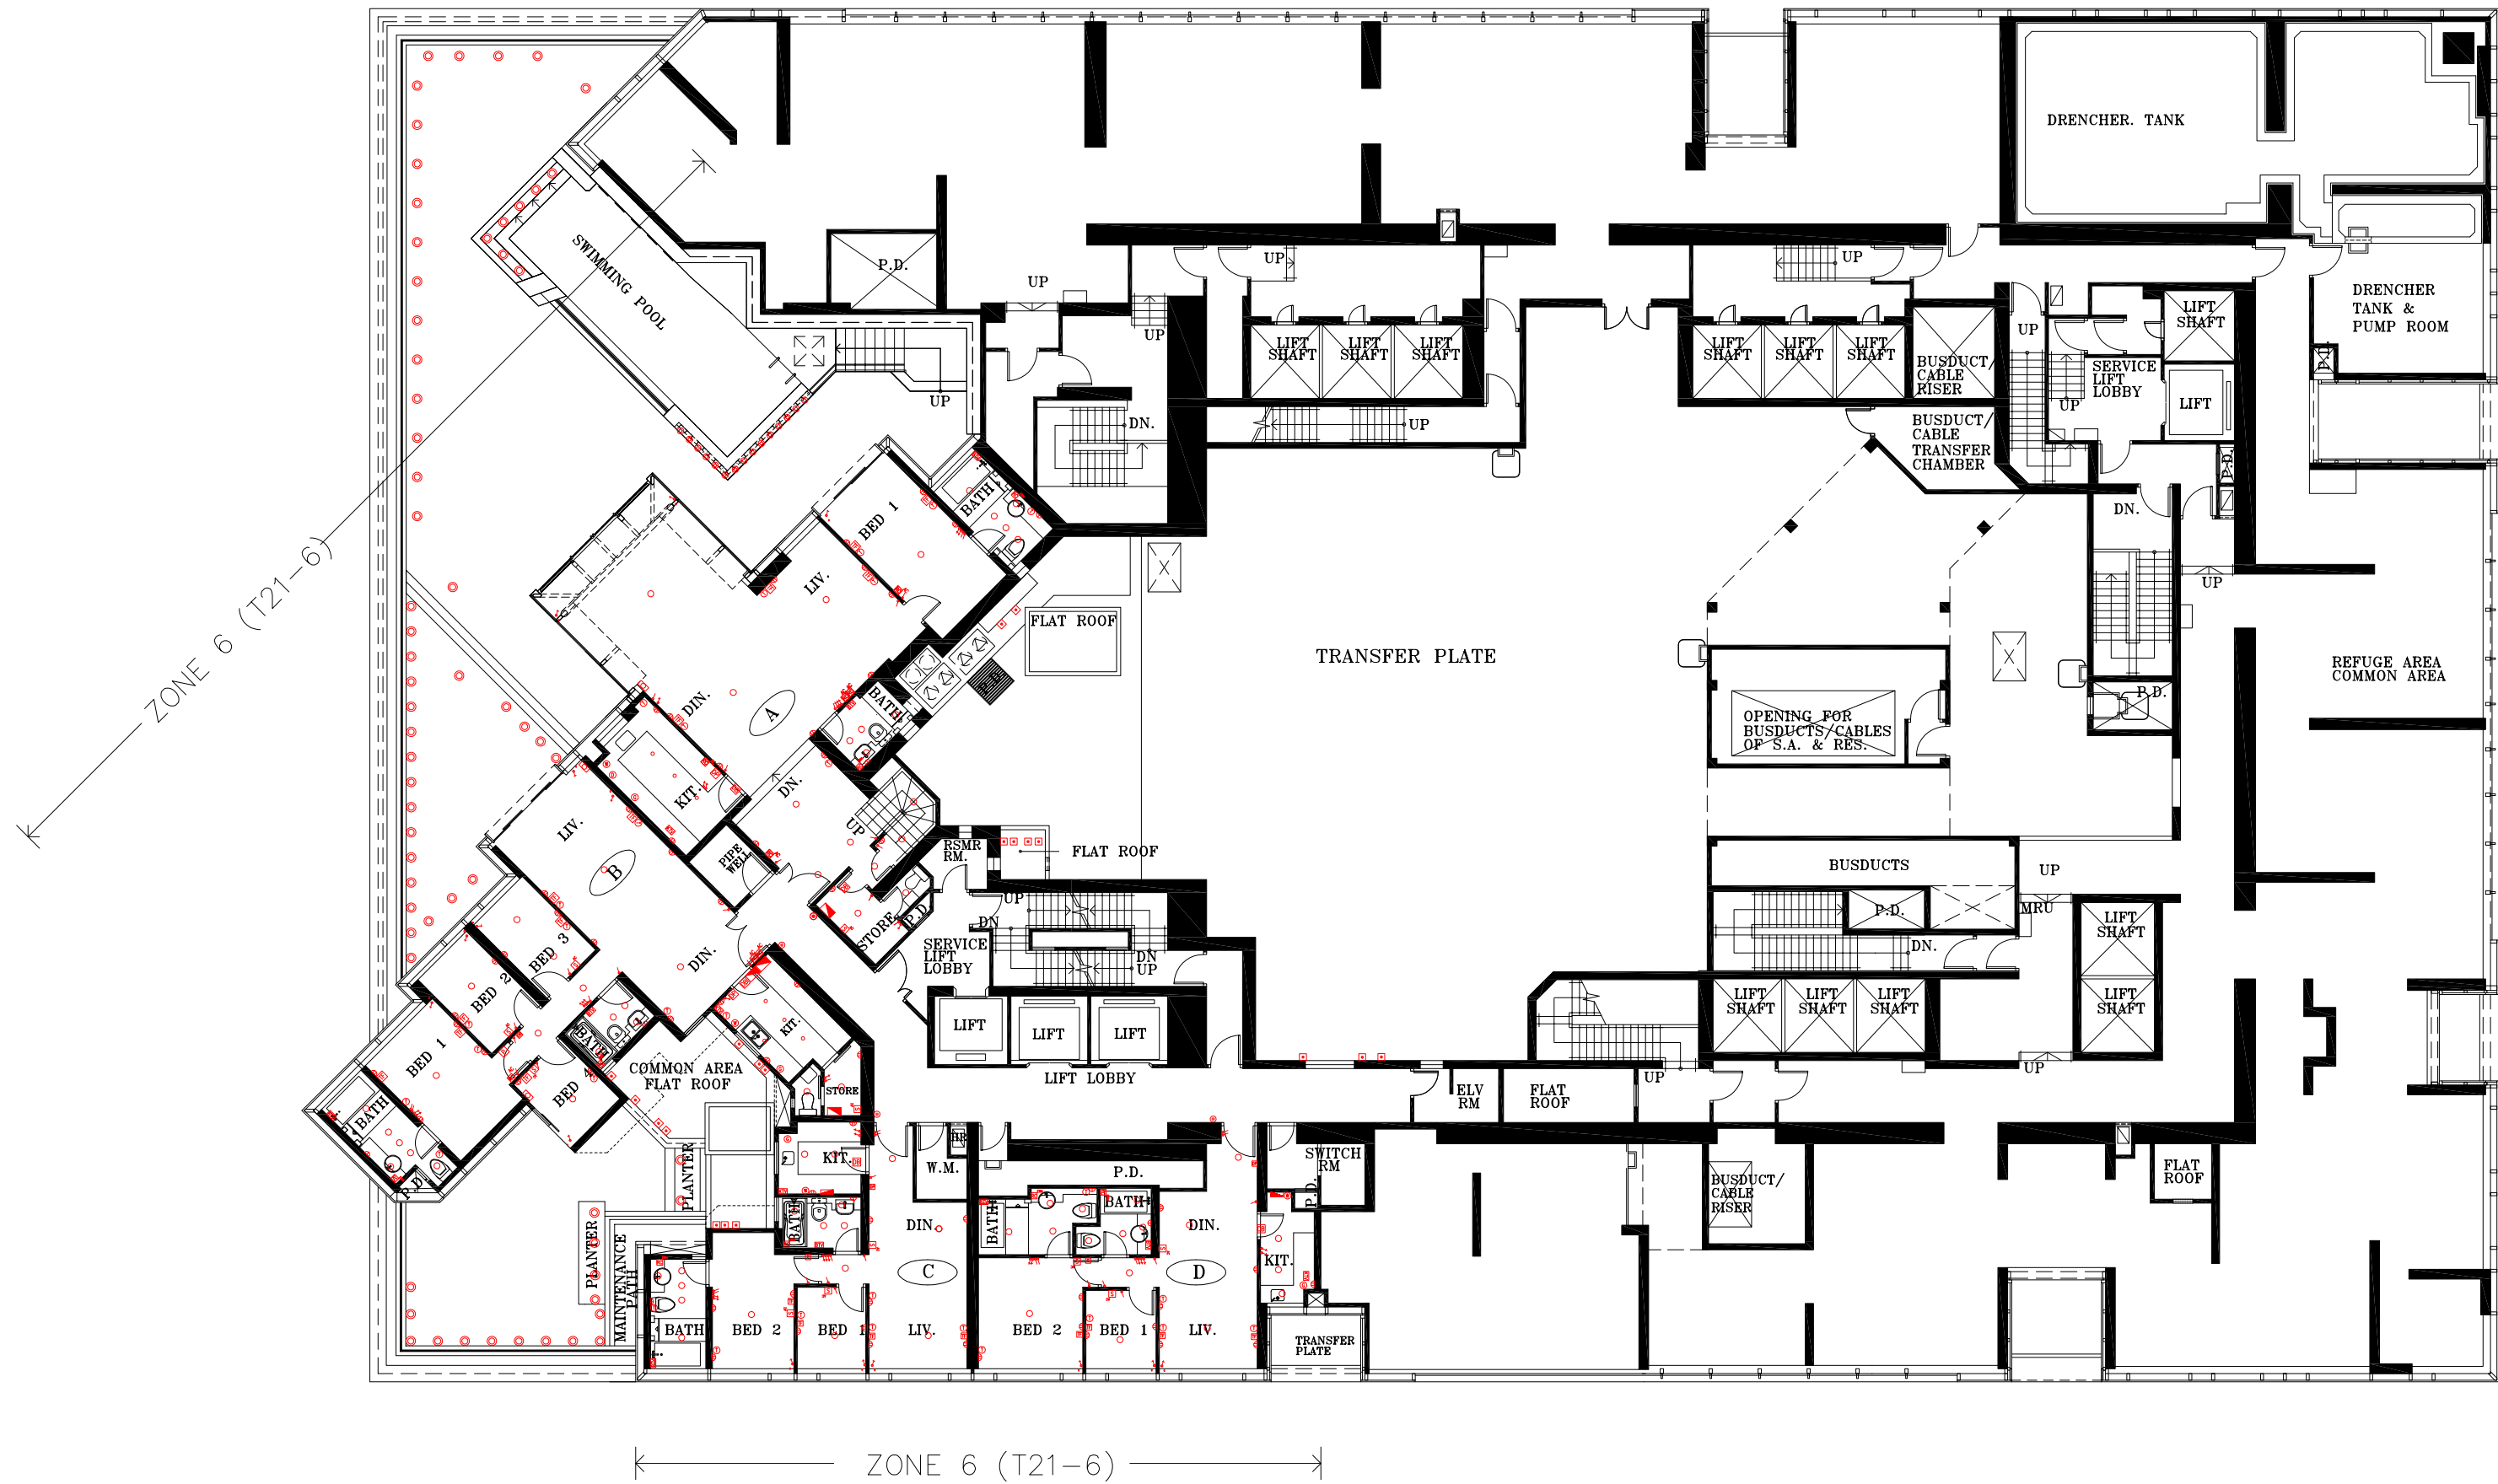 DRENCHER. TANK
SWIMMING POOL
P.D.
UP
UP
UP
UP
DRENCHER
TANK &
PUMP ROOM
LIFT
SHAFT
UP
UP
LIFT
SHAFT
LIFT
SHAFT
LIFT
SHAFT
LIFT
SHAFT
LIFT
SHAFT
LIFT
SHAFT
BUSDUCT/
CABLE
RISER
P.D.
SERVICE
LIFT
LOBBY
UP
LIFT
UP
DN.
UP
BUSDUCT/
CABLE
TRANSFER
CHAMBER
P.D.
BATH
BED 1
DN.
ZONE 6 (T21-6)
LIV.
UP
FLAT ROOF
TRANSFER PLATE
REFUGE AREA
COMMON AREA
DIN.
A
BATH
P.D.
OPENING FOR
BUSDUCTS/CABLES
OF S.A. & RES.
DN.
KIT.
LIV.
UP
PIPE
WELL
RSMR
RM.
FLAT ROOF
BUSDUCTS
UP
B
UP
P.D.
STORE
P.D.
MRU
DN
LIFT
SHAFT
BED 3
DIN.
SERVICE
LIFT
LOBBY
DN
UP
DN.
BED 2
LIFT
SHAFT
LIFT
SHAFT
LIFT
SHAFT
LIFT
SHAFT
KIT.
LIFT
LIFT
LIFT
BED 1
BATH
COMMON AREA
FLAT ROOF
LIFT LOBBY
UP
UP
BED 4
STORE
ELV
RM
FLAT
ROOF
BATH
BR
KIT.
W.M.
P.D.
SWITCH
RM
P.D.
PLANTER
P.D.
BUSDUCT/
CABLE
RISER
FLAT
ROOF
BATH
DIN.
BATH
BATH
DIN.
PLANTER
MAINTENANCE
PATH
C
D
KIT.
BATH
BED 2
BED 1
LIV.
BED 2
BED 1
LIV.
TRANSFER
PLATE
ZONE 6 (T21-6)